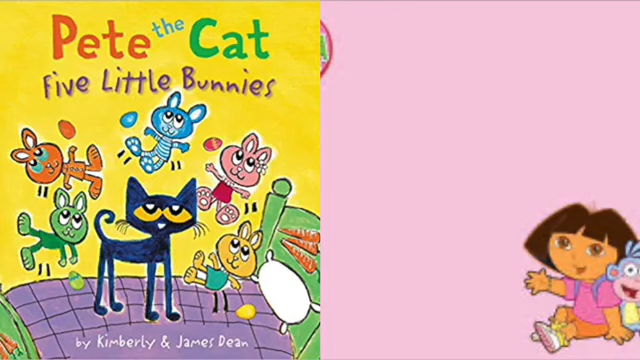 Pete the Cat
Five Little Bunnies
by Kimberly & James Dean